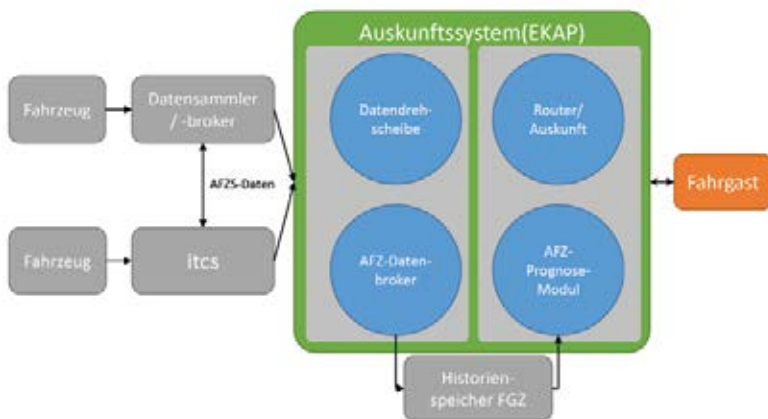 Auskunftssystem(EKAP)
Fahrzeug
Datensammler
/ -broker
Datendreh-
scheibe
Router/
Auskunft
AFZS-Daten
Fahrgast
Fahrzeug
itcs
AFZ-Daten-
broker
AFZ-
Prognose-
Modul
Historien-
speicher FGZ